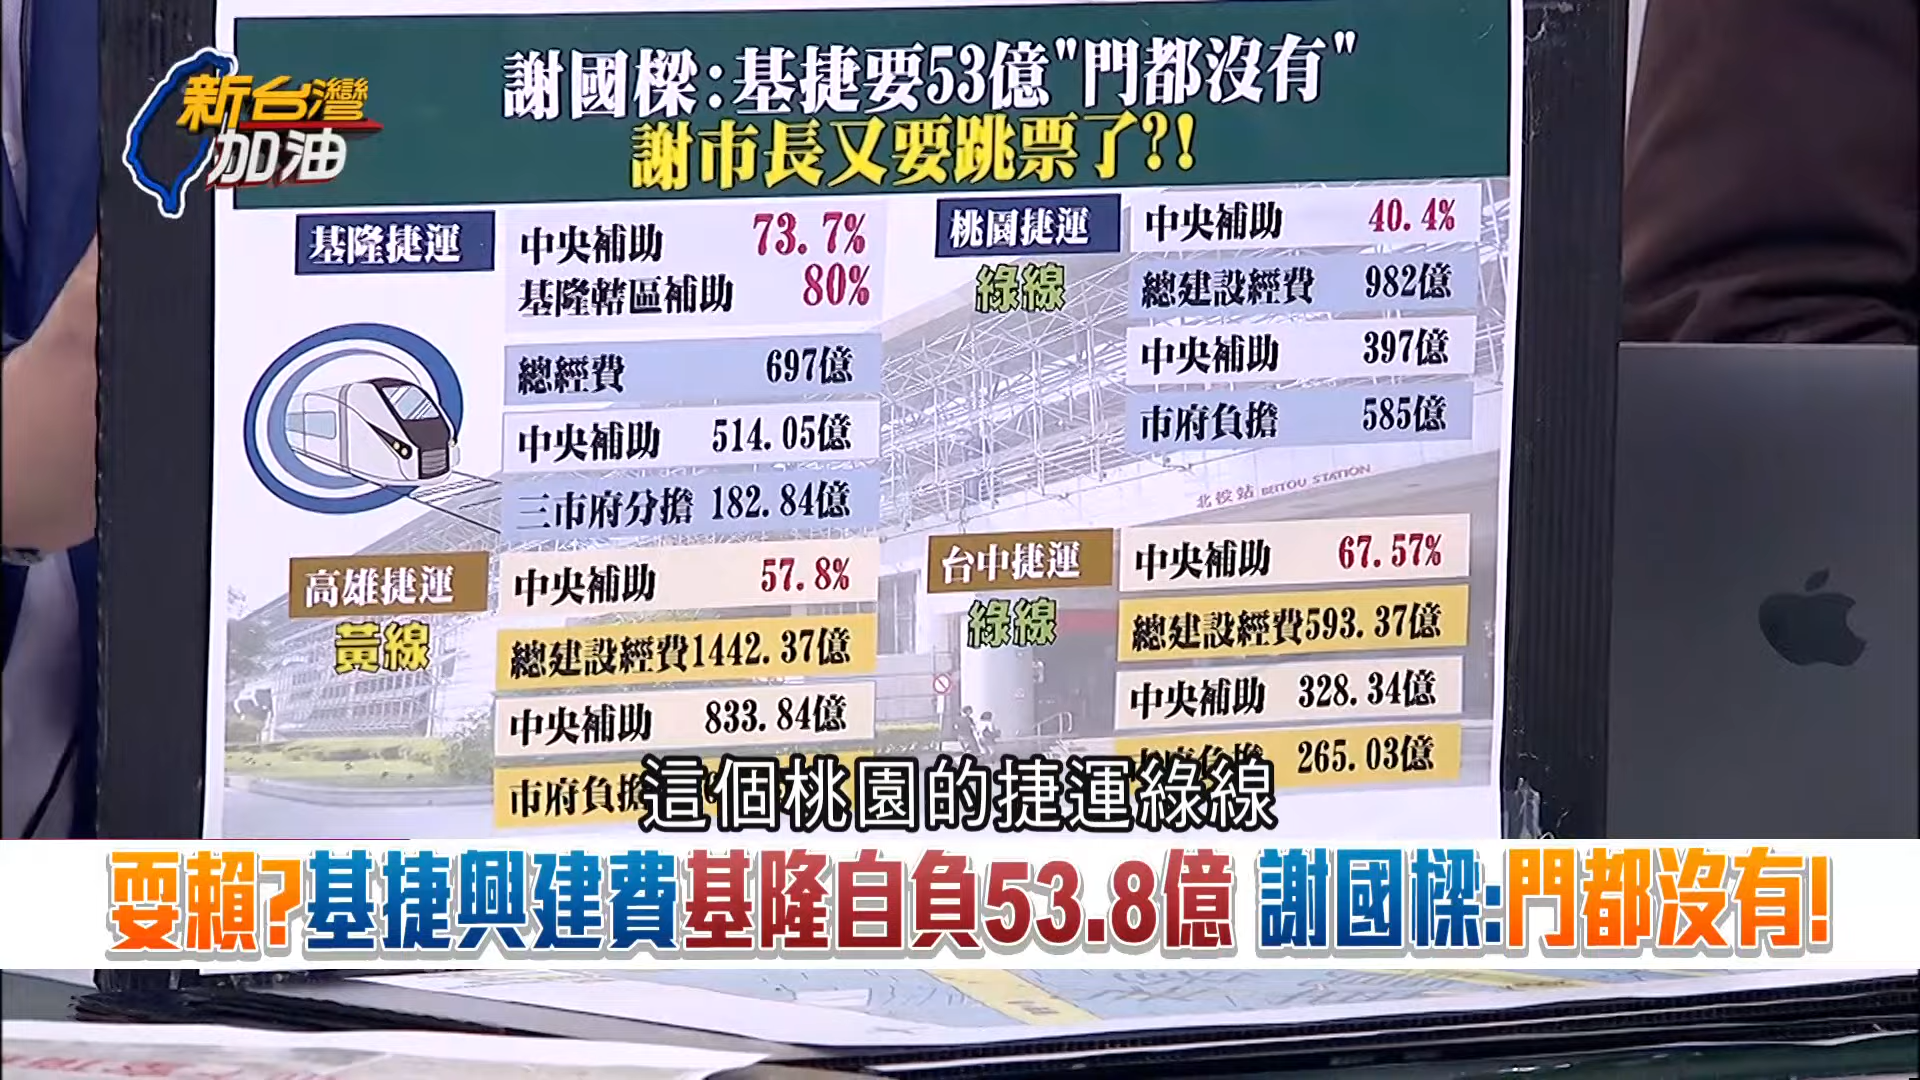 新台灣
加油
謝國樑:基捷要53億"門都沒有"
謝市長又要跳票了?!
基隆捷運
中央補助 73.7%
基隆轄區補助 80%
總經費 697億
中央補助 514.05億
三市府分擔 182.84億
桃園捷運
綠線
中央補助 40.4%
總建設經費 982億
中央補助 397億
市府負擔 585億
北投站 BEITOU STATION
高雄捷運
黃線
中央補助 57.8%
總建設經費1442.37億
中央補助 833.84億
市府負擔
台中捷運
綠線
中央補助 67.57%
總建設經費593.37億
中央補助 328.34億
265.03億
這個桃園的捷運綠線
耍賴?基捷興建費基隆自負53.8億 謝國樑:門都沒有!